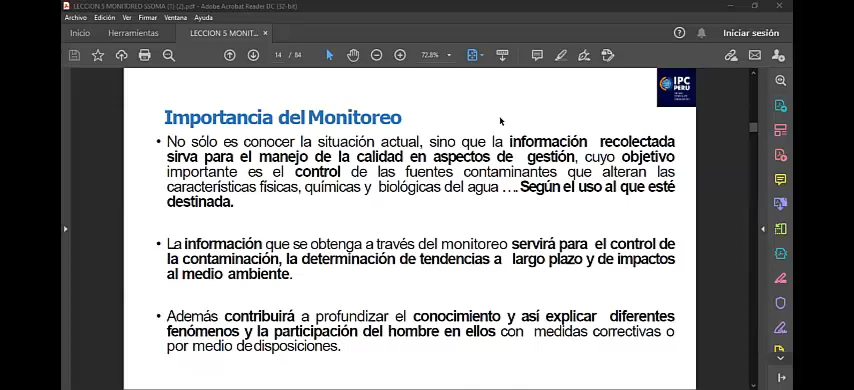 LECCION 5 MONITOREO SSOMA (1) (2).pdf - Adobe Acrobat Reader DC (32-bit)
Archivo Edición Ver Firmar Ventana Ayuda
Inicio Herramientas LECCION 5 MONIT... × Iniciar sesión
14 / 84 72.8%
IPC
PERU
Importancia del Monitoreo
• No sólo es conocer la situación actual, sino que la información recolectada
sirva para el manejo de la calidad en aspectos de gestión, cuyo objetivo
importante es el control de las fuentes contaminantes que alteran las
características físicas, químicas y biológicas del agua .... Según el uso al que esté
destinada.
• La información que se obtenga a través del monitoreo servirá para el control de
la contaminación, la determinación de tendencias a largo plazo y de impactos
al medio ambiente.
• Además contribuirá a profundizar el conocimiento y así explicar diferentes
fenómenos y la participación del hombre en ellos con medidas correctivas o
por medio de disposiciones.